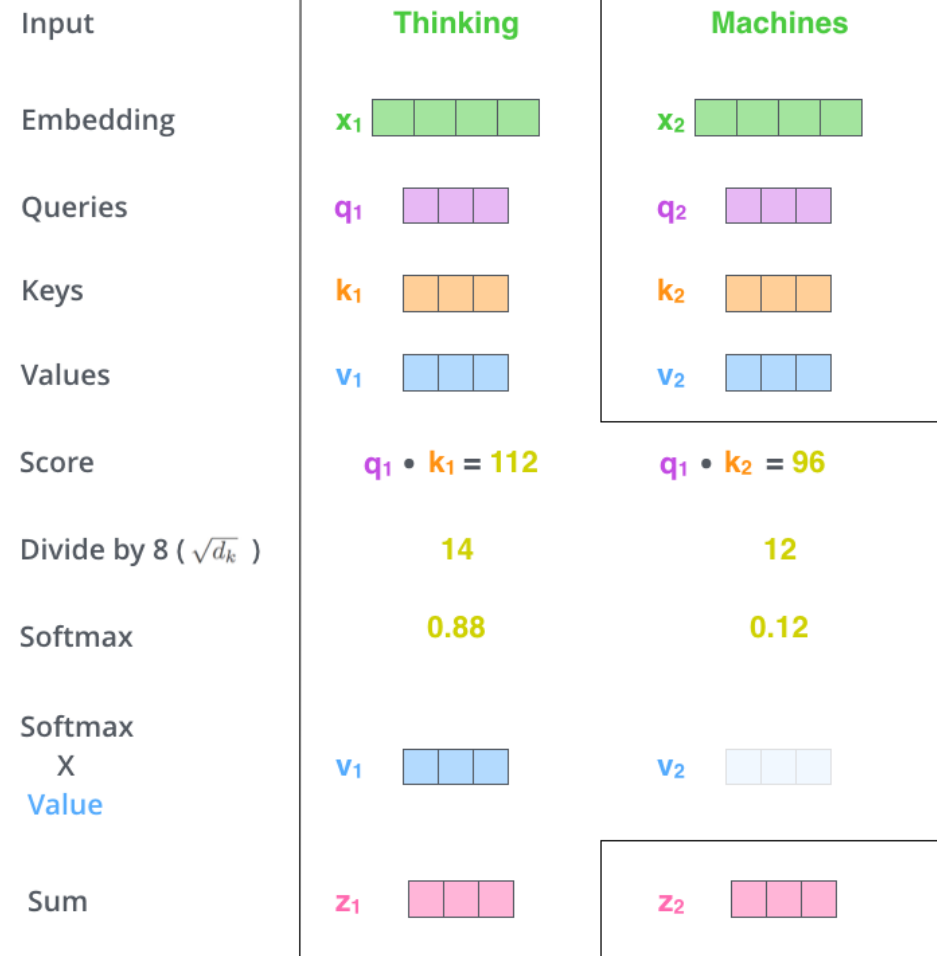 Input Thinking Machines
Embedding x₁ x₂
Queries q₁ q₂
Keys k₁ k₂
Values v₁ v₂
Score q₁ • k₁ = 112 q₁ • k₂ = 96
Divide by 8 ( √dₖ ) 14 12
Softmax 0.88 0.12
Softmax
X v₁ v₂
Value
Sum z₁ z₂